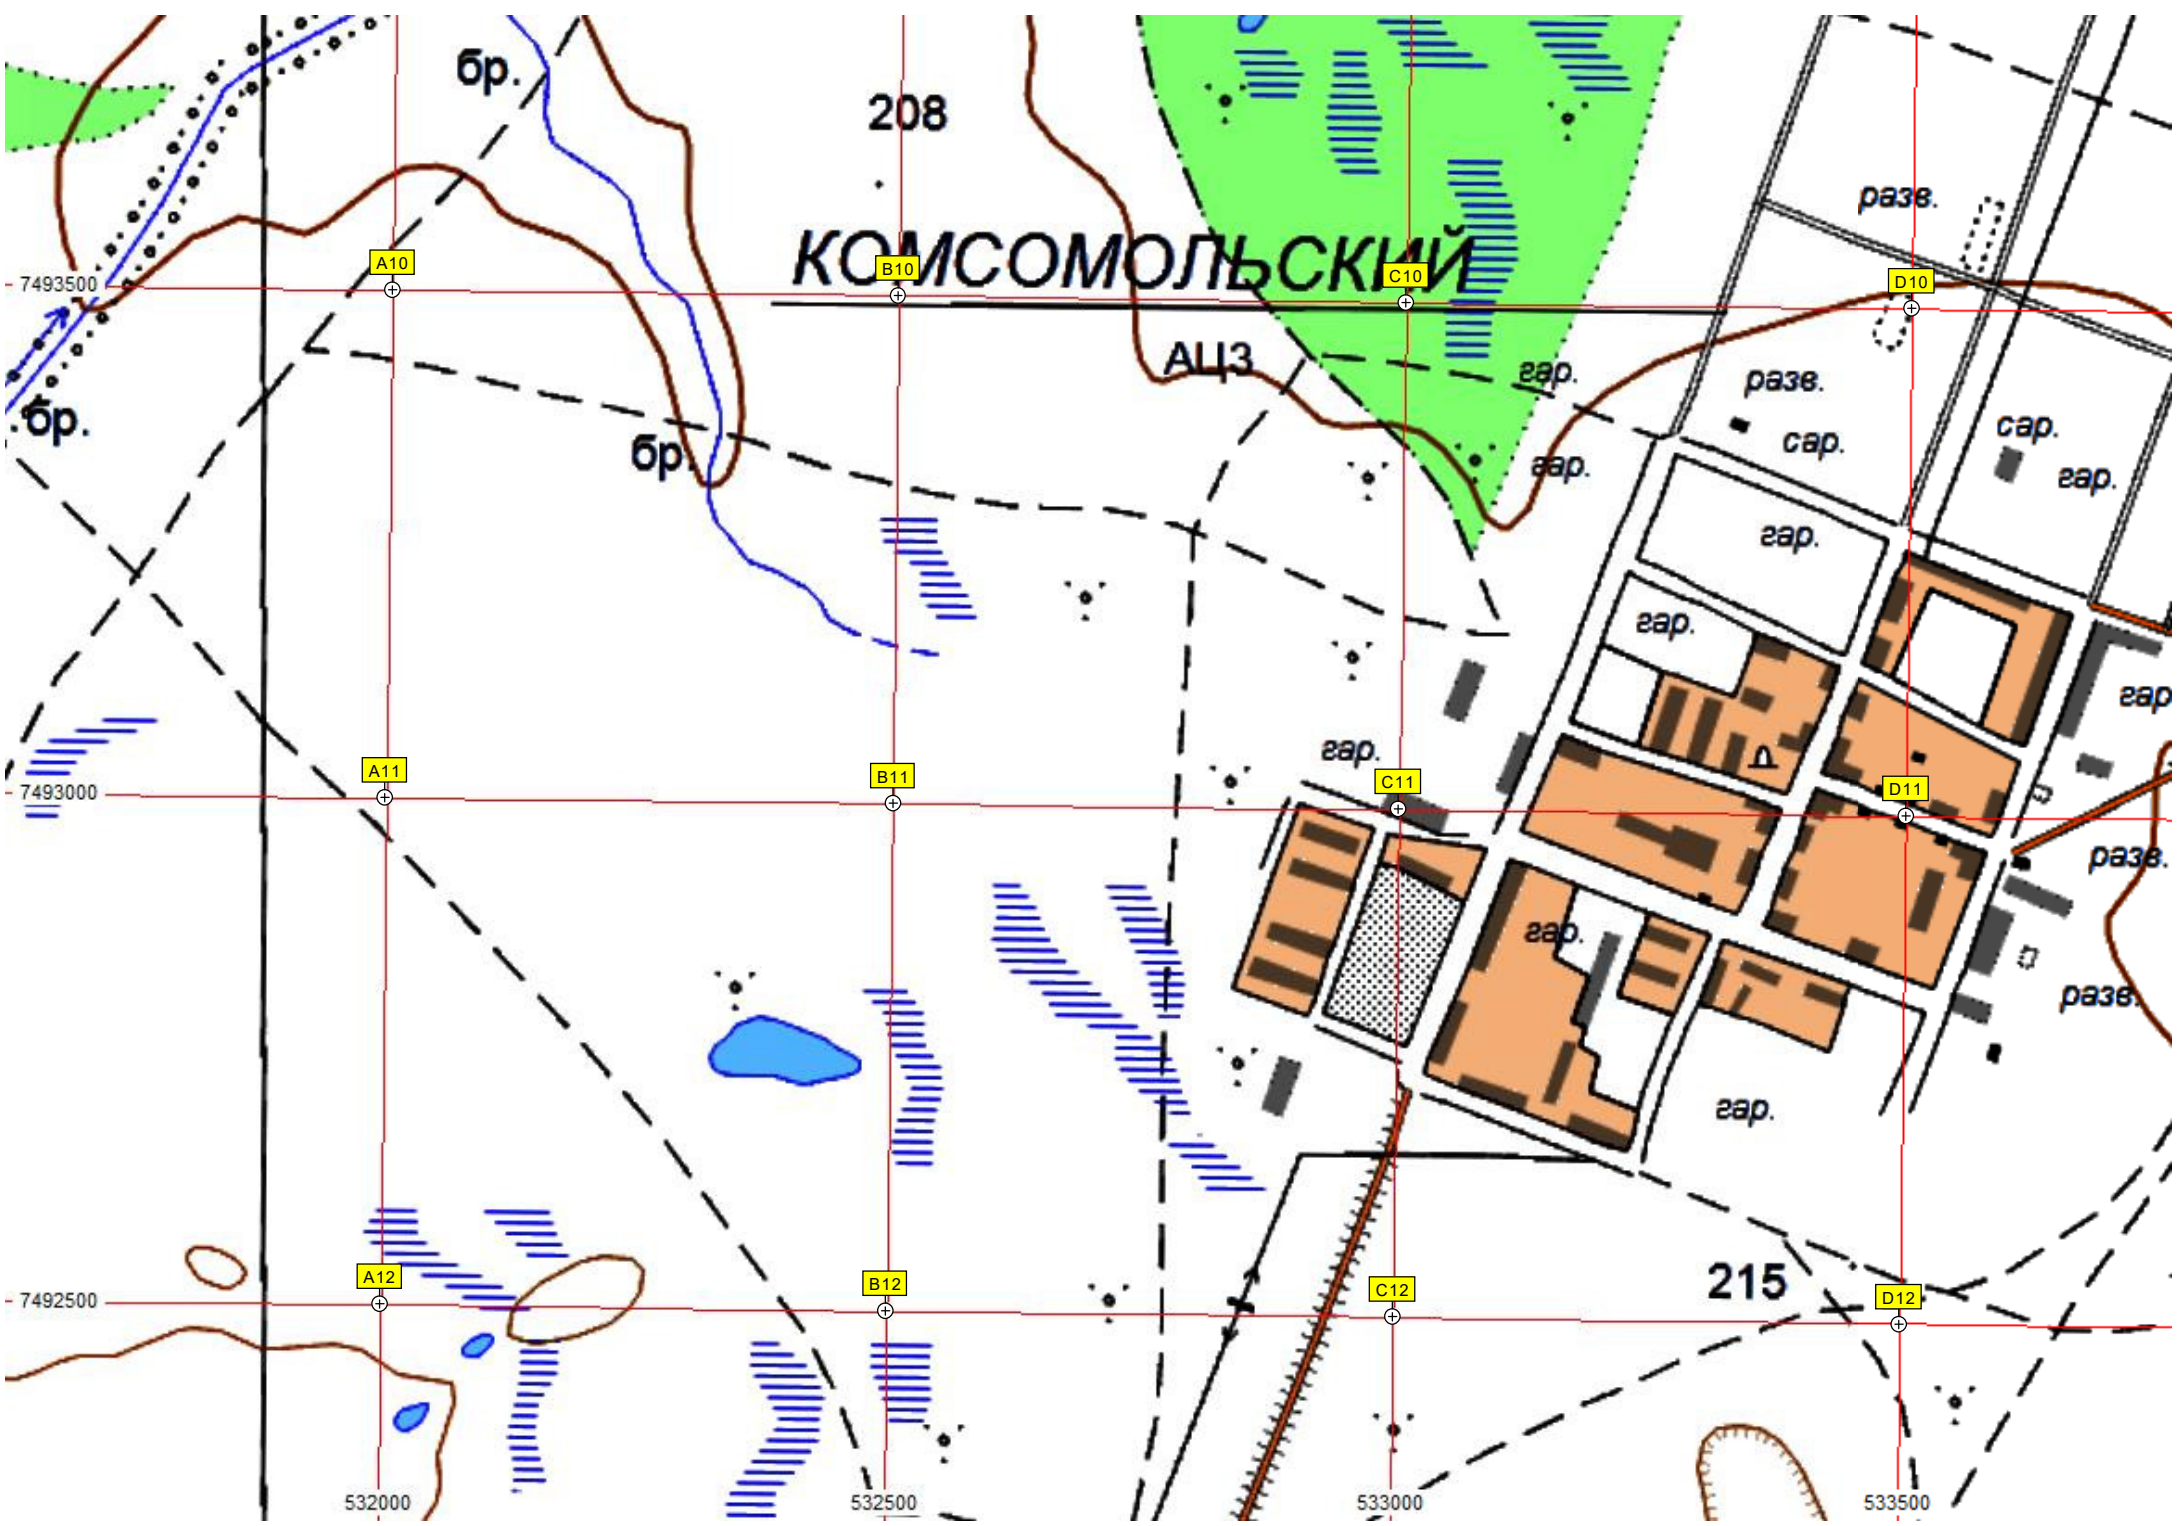 бр.
208
разв.
КОМСОМОЛЬСКИЙ
A10
B10
C10
D10
7493500
АЦЗ
гар.
разв.
бр.
сар.
сар.
бр.
гар.
гар.
гар.
гар.
гар.
гар.
A11
B11
C11
D11
7493000
разв.
гар.
разв.
гар.
215
A12
B12
C12
D12
7492500
532000
532500
533000
533500